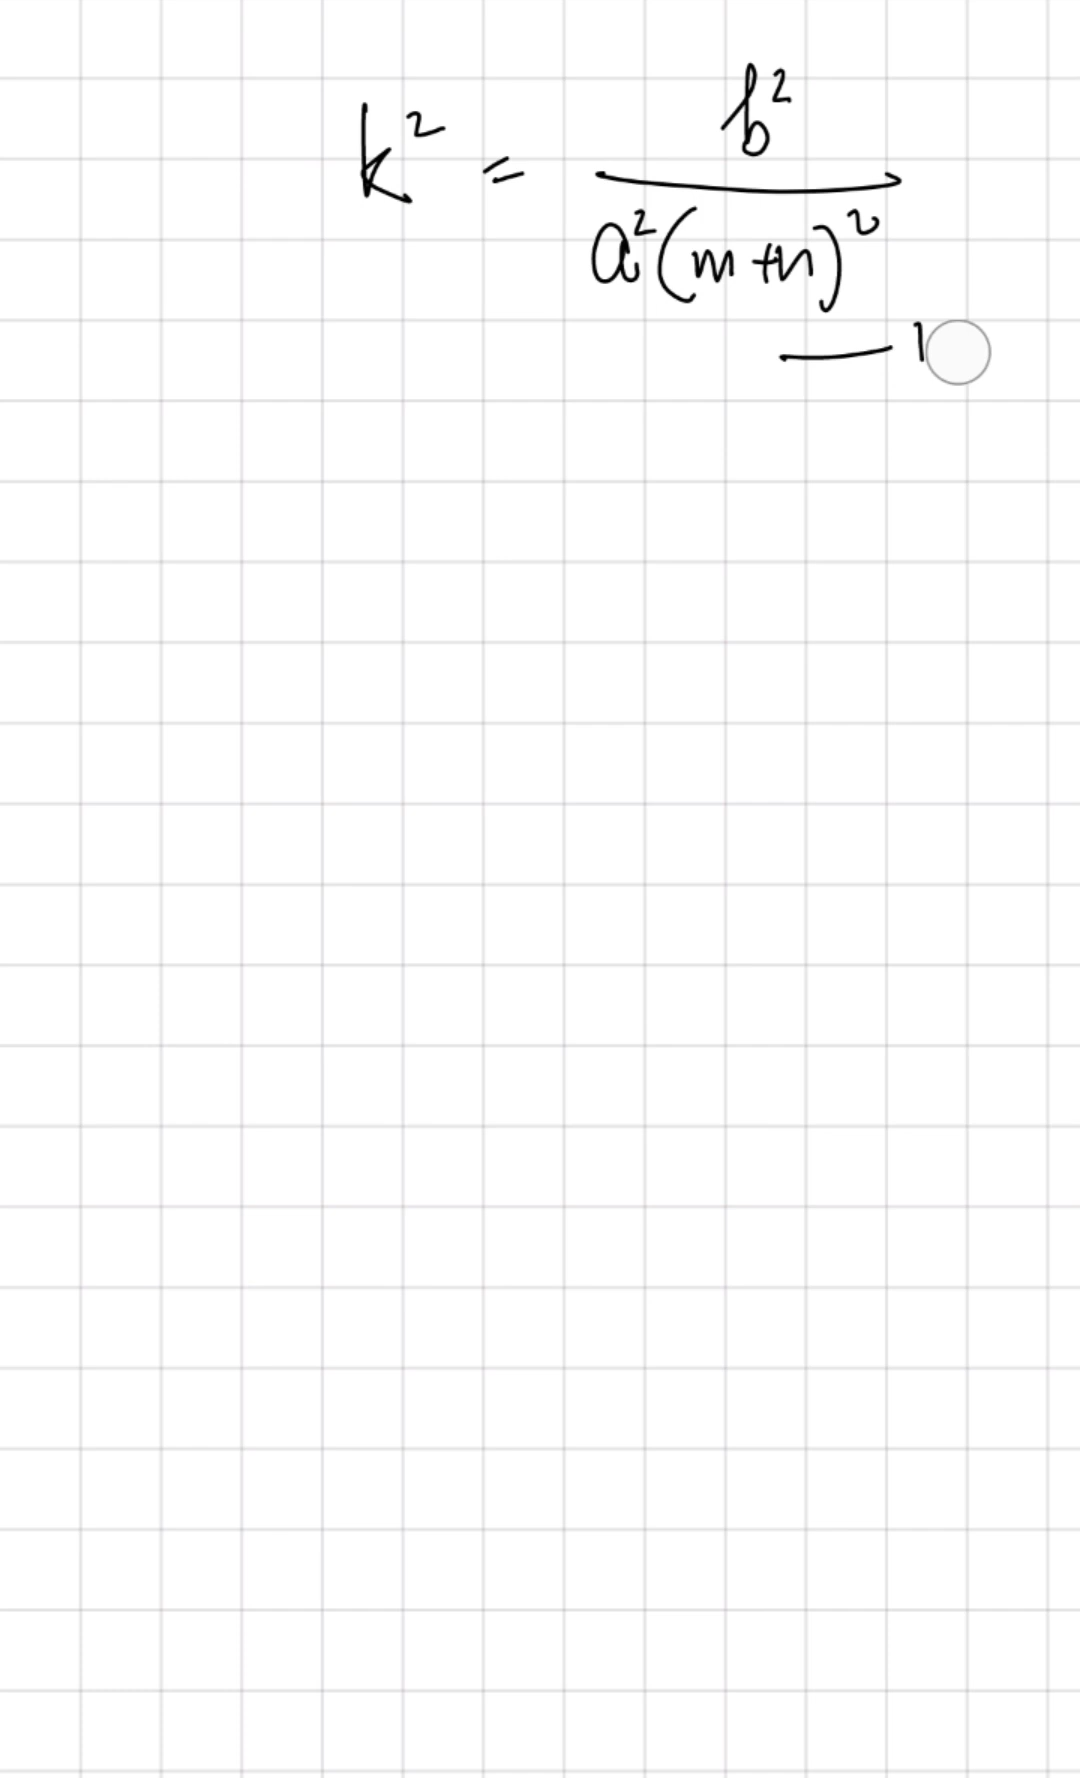 k² = b² / a²(m+n)²
— 1